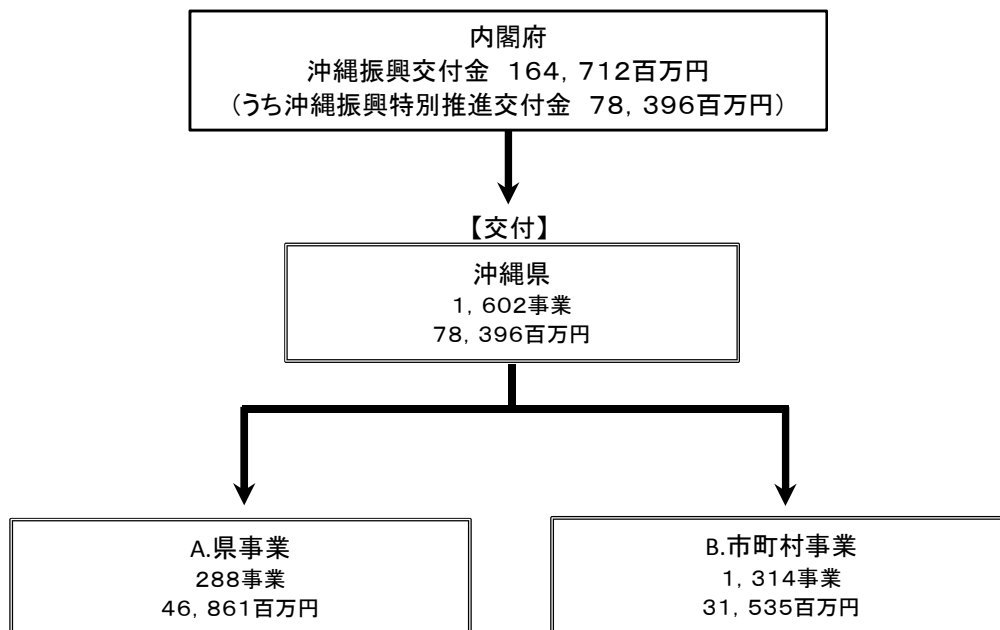 内閣府
沖縄振興交付金　１６４，７１２百万円
（うち沖縄振興特別推進交付金　７８，３９６百万円）
【交付】
沖縄県
１，６０２事業
７８，３９６百万円
A.県事業
２８８事業
４６，８６１百万円
B.市町村事業
１，３１４事業
３１，５３５百万円